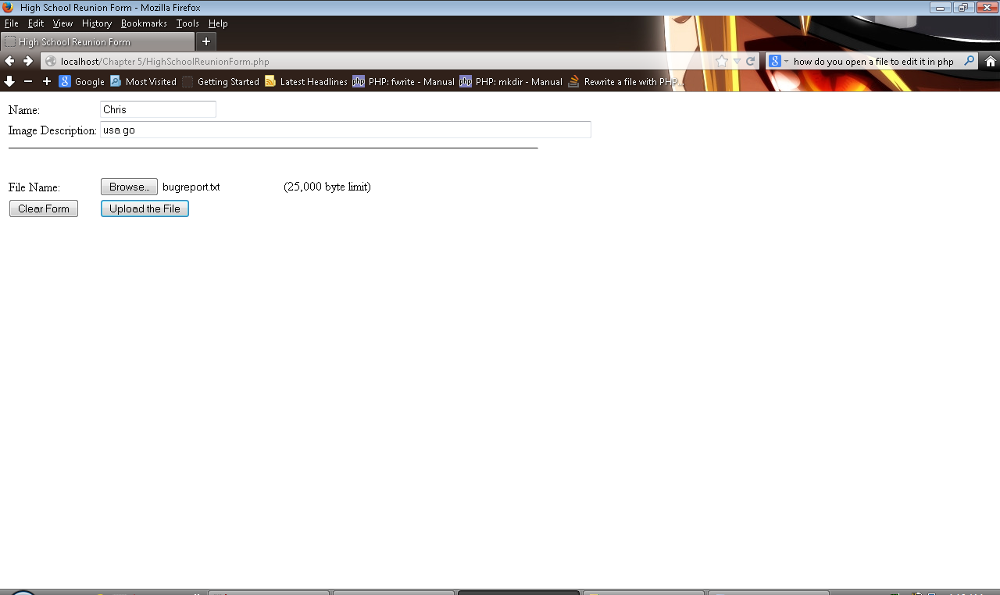 High School Reunion Form - Mozilla Firefox
File Edit View History Bookmarks Tools Help
High School Reunion Form +
localhost/Chapter 5/HighSchoolReunionForm.php how do you open a file to edit it in php
Google Most Visited Getting Started Latest Headlines php PHP: fwrite - Manual php PHP: mkdir - Manual Rewrite a file with PHP...
Name: Chris
Image Description: usa go
File Name: Browse... bugreport.txt (25,000 byte limit)
Clear Form Upload the File